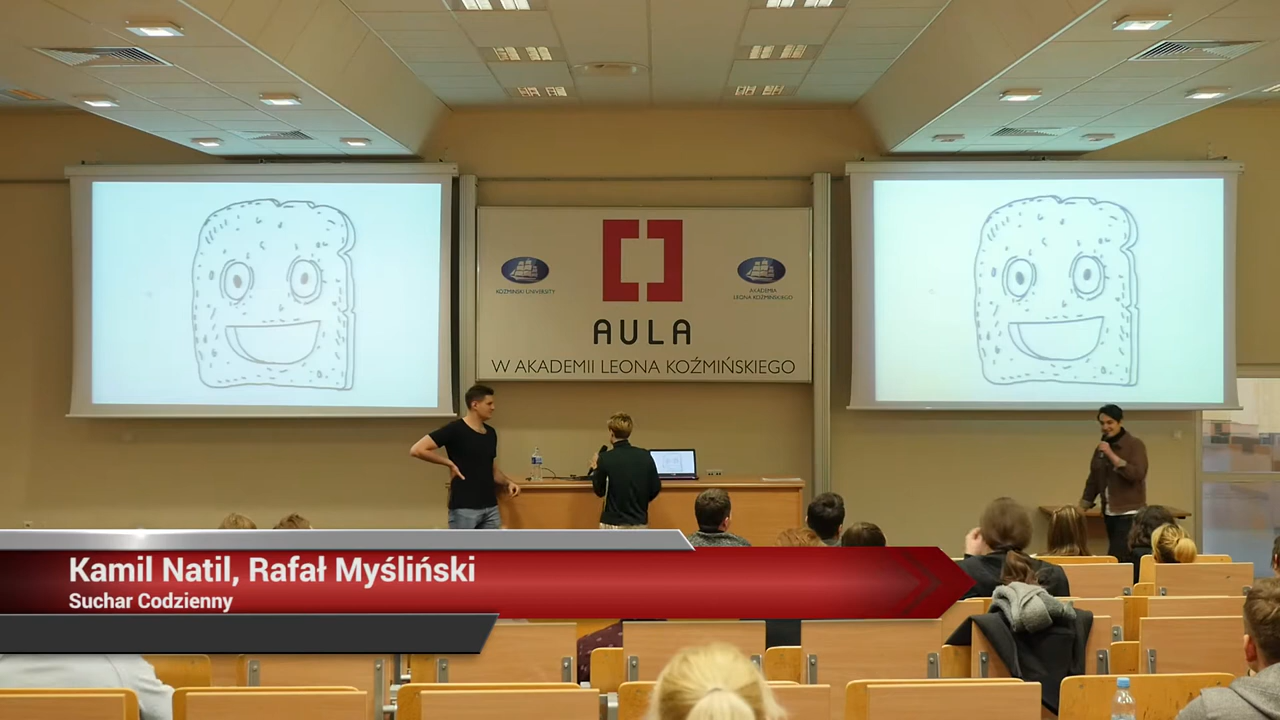 KOZMINSKI UNIVERSITY
AKADEMIA
LEONA KOŹMIŃSKIEGO
AULA
W AKADEMII LEONA KOŹMIŃSKIEGO
Kamil Natil, Rafał Myśliński
Suchar Codzienny